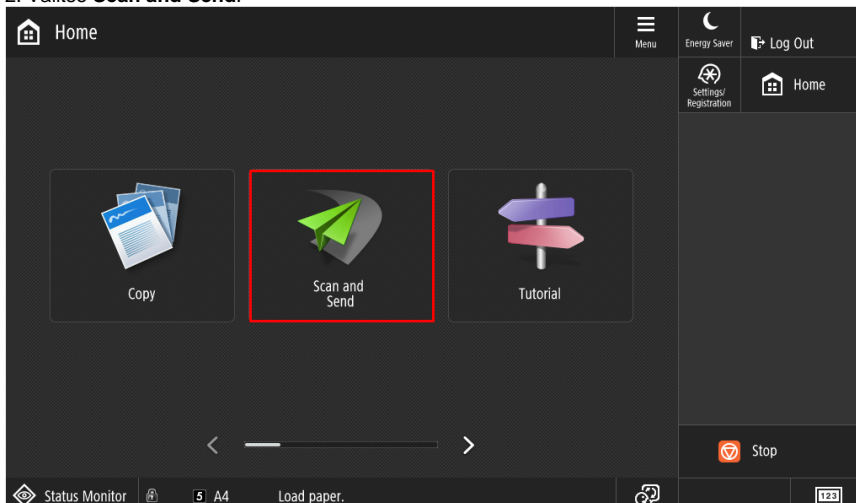 2. Valikos Scan and Send.
Home
Menu
Energy Saver
Log Out
Settings/
Registration
Home
Copy
Scan and
Send
Tutorial
Stop
Status Monitor
5 A4
Load paper.
123